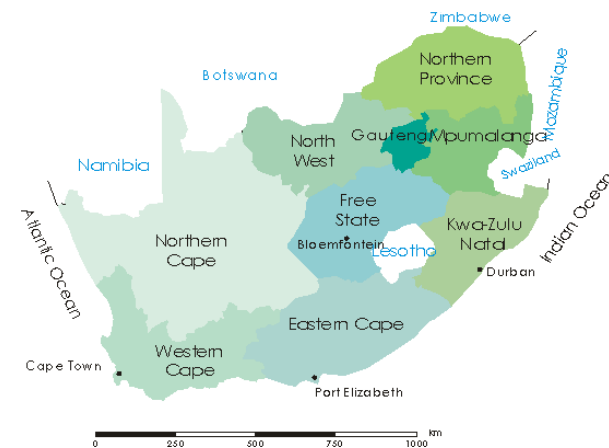 Zimbabwe
Northern
Province
Botswana
Mozambique
Gauteng
Mpumalanga
North
West
Swaziland
Namibia
Free
State
Kwa-Zulu
Natal
Indian Ocean
Atlantic Ocean
Northern
Cape
Bloemfontein
Lesotho
Durban
Eastern Cape
Western
Cape
Cape Town
Port Elizabeth
km
0 250 500 750 1000